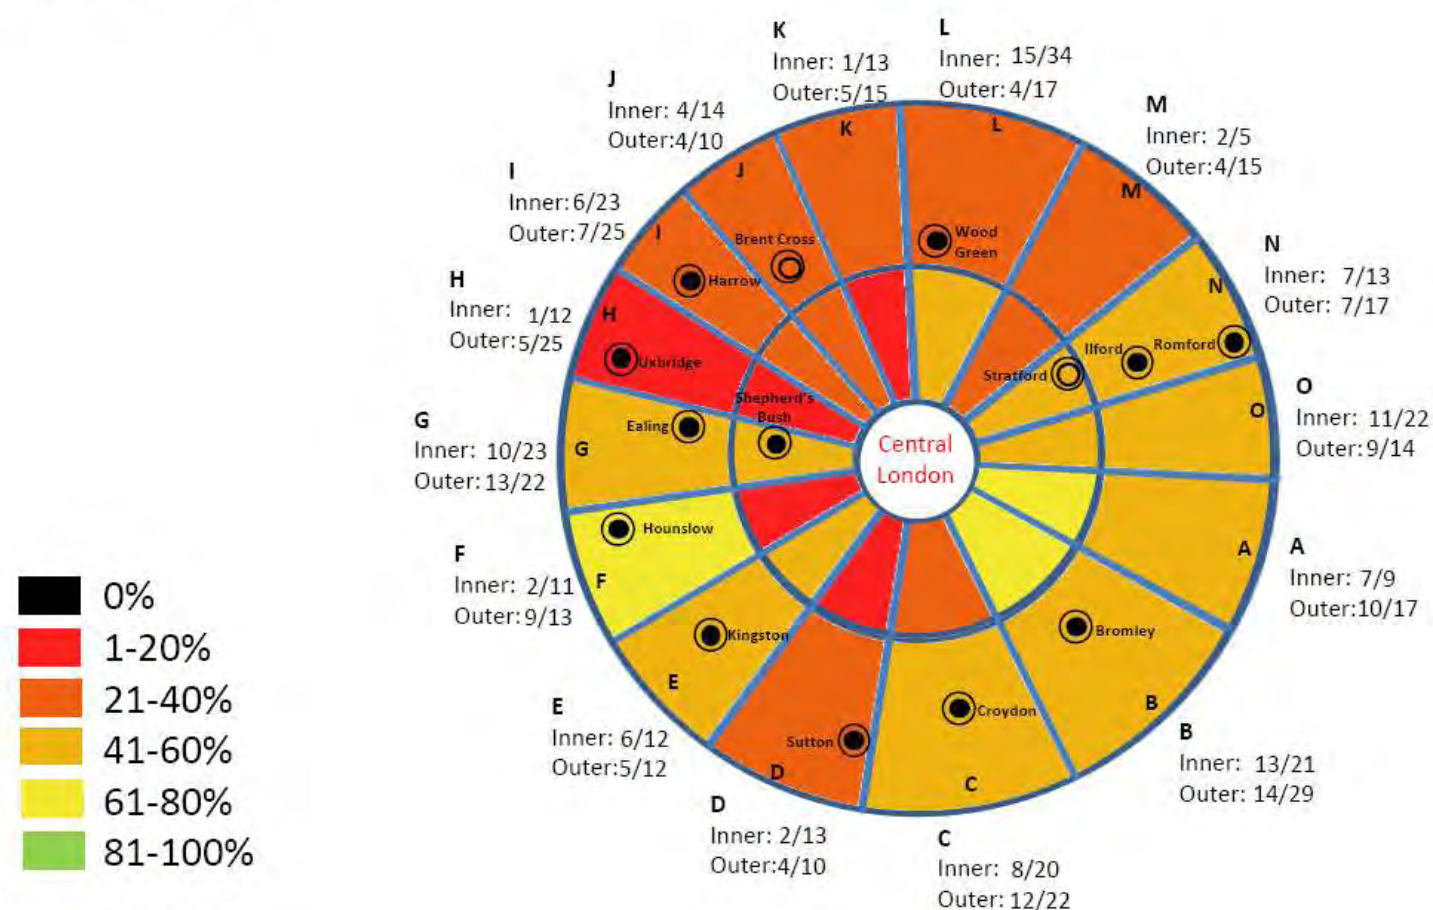 K
Inner: 1/13
Outer:5/15
L
Inner: 15/34
Outer: 4/17
J
Inner: 4/14
Outer:4/10
M
Inner: 2/5
Outer: 4/15
I
Inner: 6/23
Outer: 7/25
N
Inner: 7/13
Outer: 7/17
H
Inner: 1/12
Outer: 5/25
O
Inner: 11/22
Outer: 9/14
G
Inner: 10/23
Outer: 13/22
A
Inner: 7/9
Outer: 10/17
F
Inner: 2/11
Outer: 9/13
B
Inner: 13/21
Outer: 14/29
E
Inner: 6/12
Outer:5/12
D
Inner: 2/13
Outer:4/10
C
Inner: 8/20
Outer: 12/22
K
L
J
M
I
N
H
O
G
A
F
B
E
D
C
Wood
Green
Brent Cross
Harrow
Ilford
Romford
Stratford
Uxbridge
Shepherd's
Bush
Ealing
Central
London
Hounslow
Kingston
Bromley
Croydon
Sutton
0%
1-20%
21-40%
41-60%
61-80%
81-100%